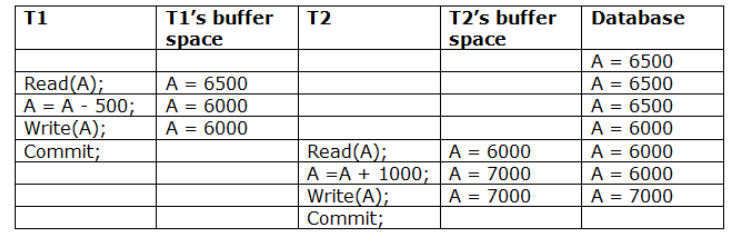 T1 T1's buffer space T2 T2's buffer space Database
A = 6500
Read(A); A = 6500 A = 6500
A = A - 500; A = 6000 A = 6500
Write(A); A = 6000 A = 6000
Commit; Read(A); A = 6000 A = 6000
A =A + 1000; A = 7000 A = 6000
Write(A); A = 7000 A = 7000
Commit;